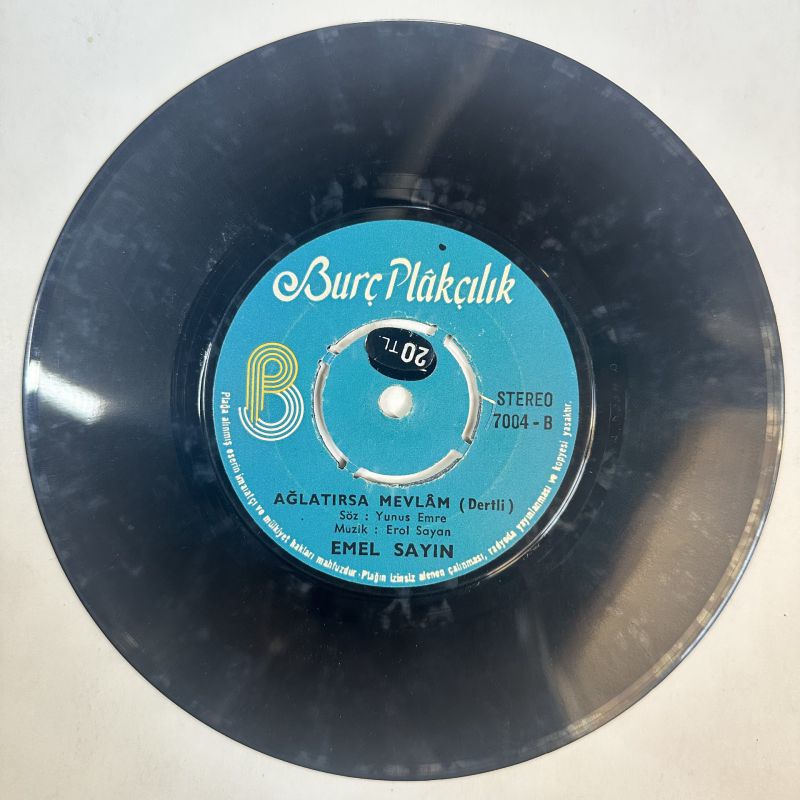 Burç Plâkçılık
20 TL.
B
STEREO
7004 - B
AĞLATIRSA MEVLÂM (Dertli)
Söz : Yunus Emre
Muzik : Erol Sayan
EMEL SAYIN
Plağa alınmış eserin imalatçı ve mülkiyet hakları mahfuzdur. Plağın izinsiz alenen çalınması, radyoda yayınlanması ve kopyesi yasaktır.